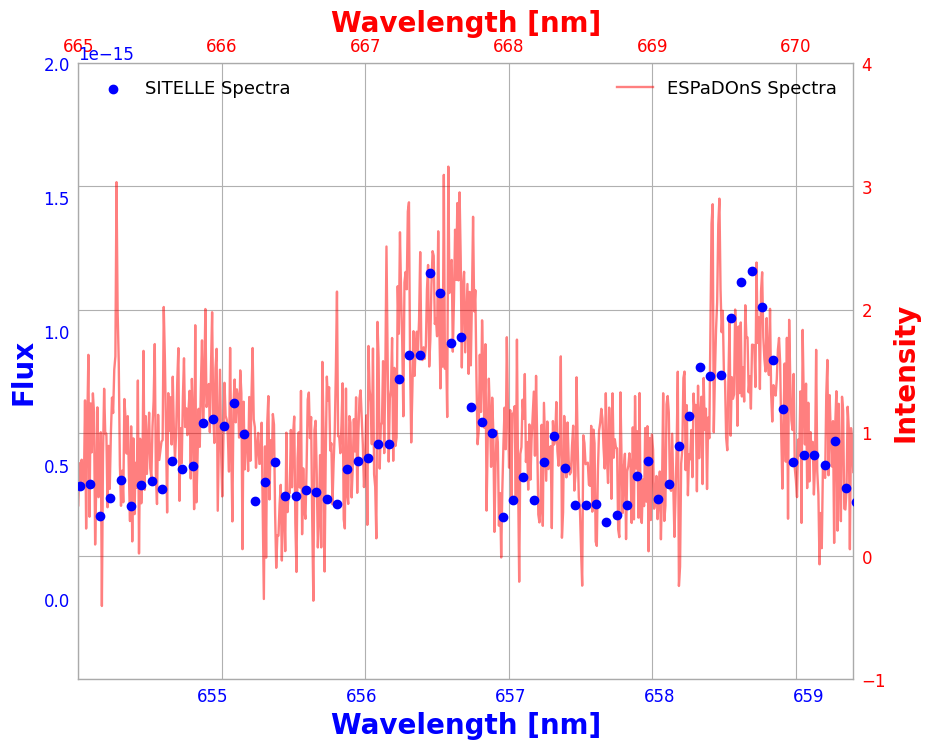 Wavelength [nm]
665 666 667 668 669 670
1e−15
2.0 4
SITELLE Spectra ESPaDOnS Spectra
3
1.5
2
1.0
Flux
Intensity
1
0.5
0
0.0
−1
655 656 657 658 659
Wavelength [nm]